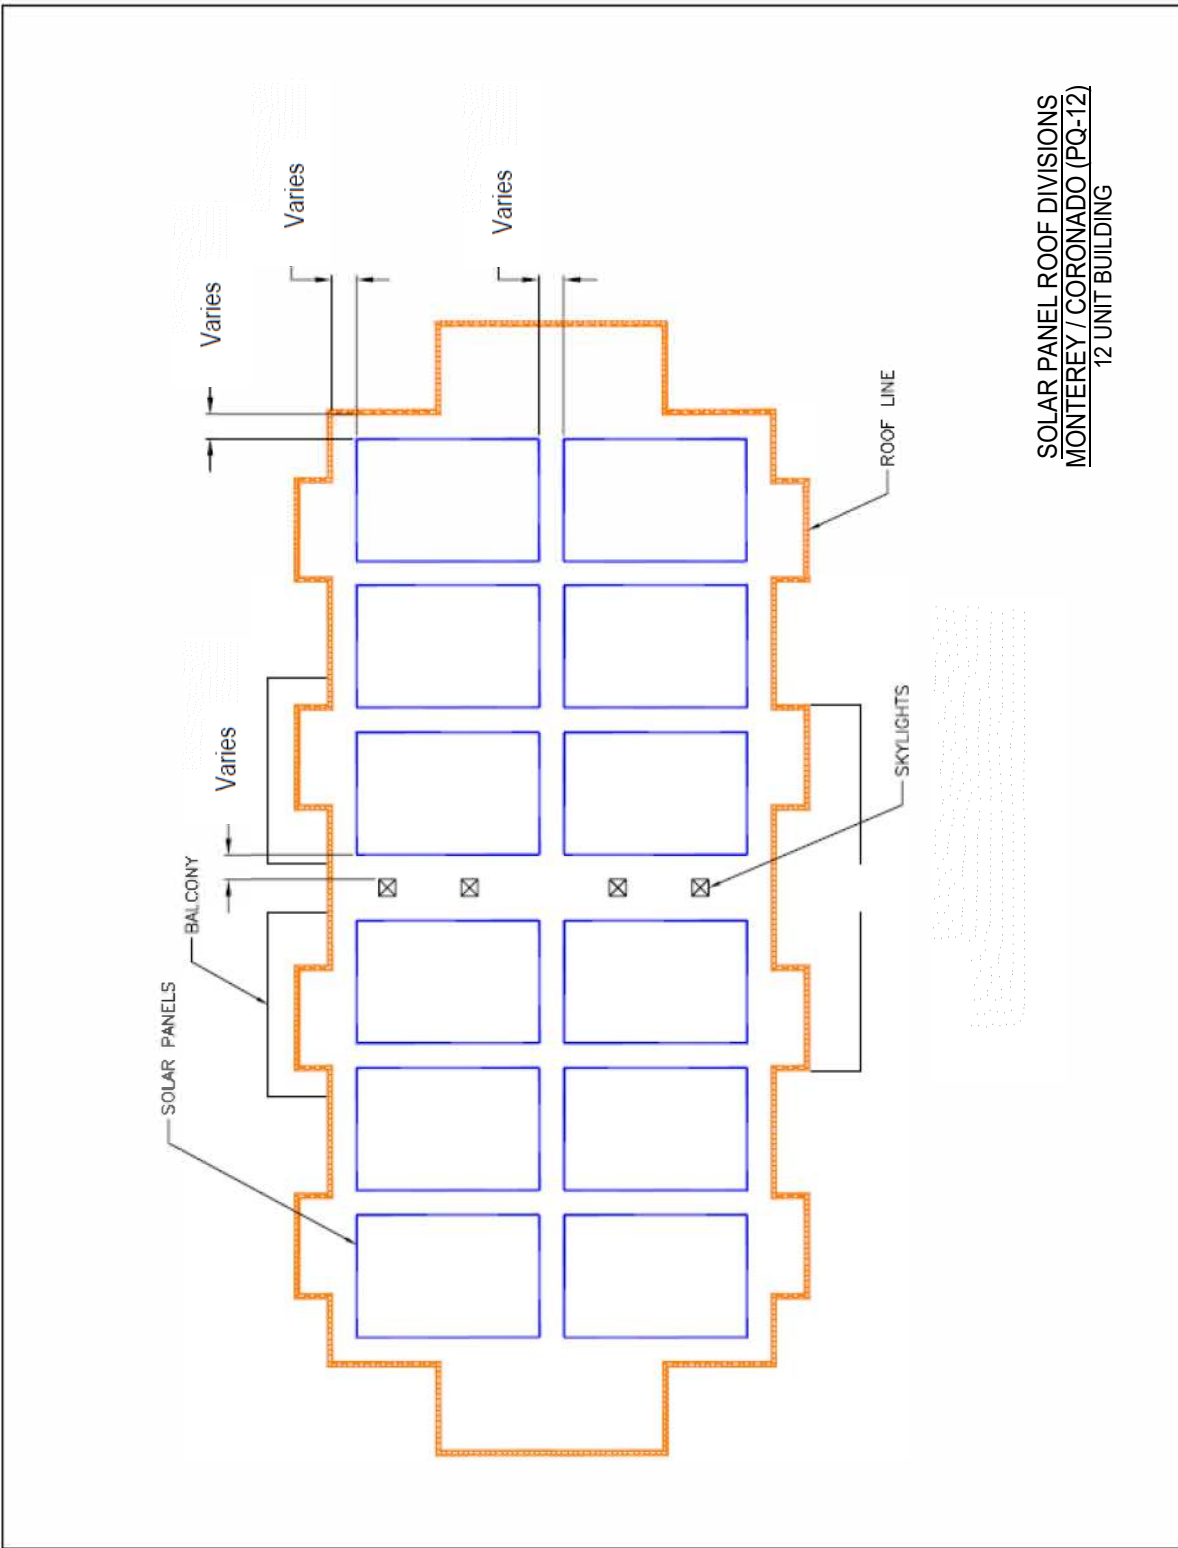 SOLAR PANELS
BALCONY
Varies
Varies
Varies
Varies
SKYLIGHTS
ROOF LINE
SOLAR PANEL ROOF DIVISIONS
MONTEREY / CORONADO (PQ-12)
12 UNIT BUILDING